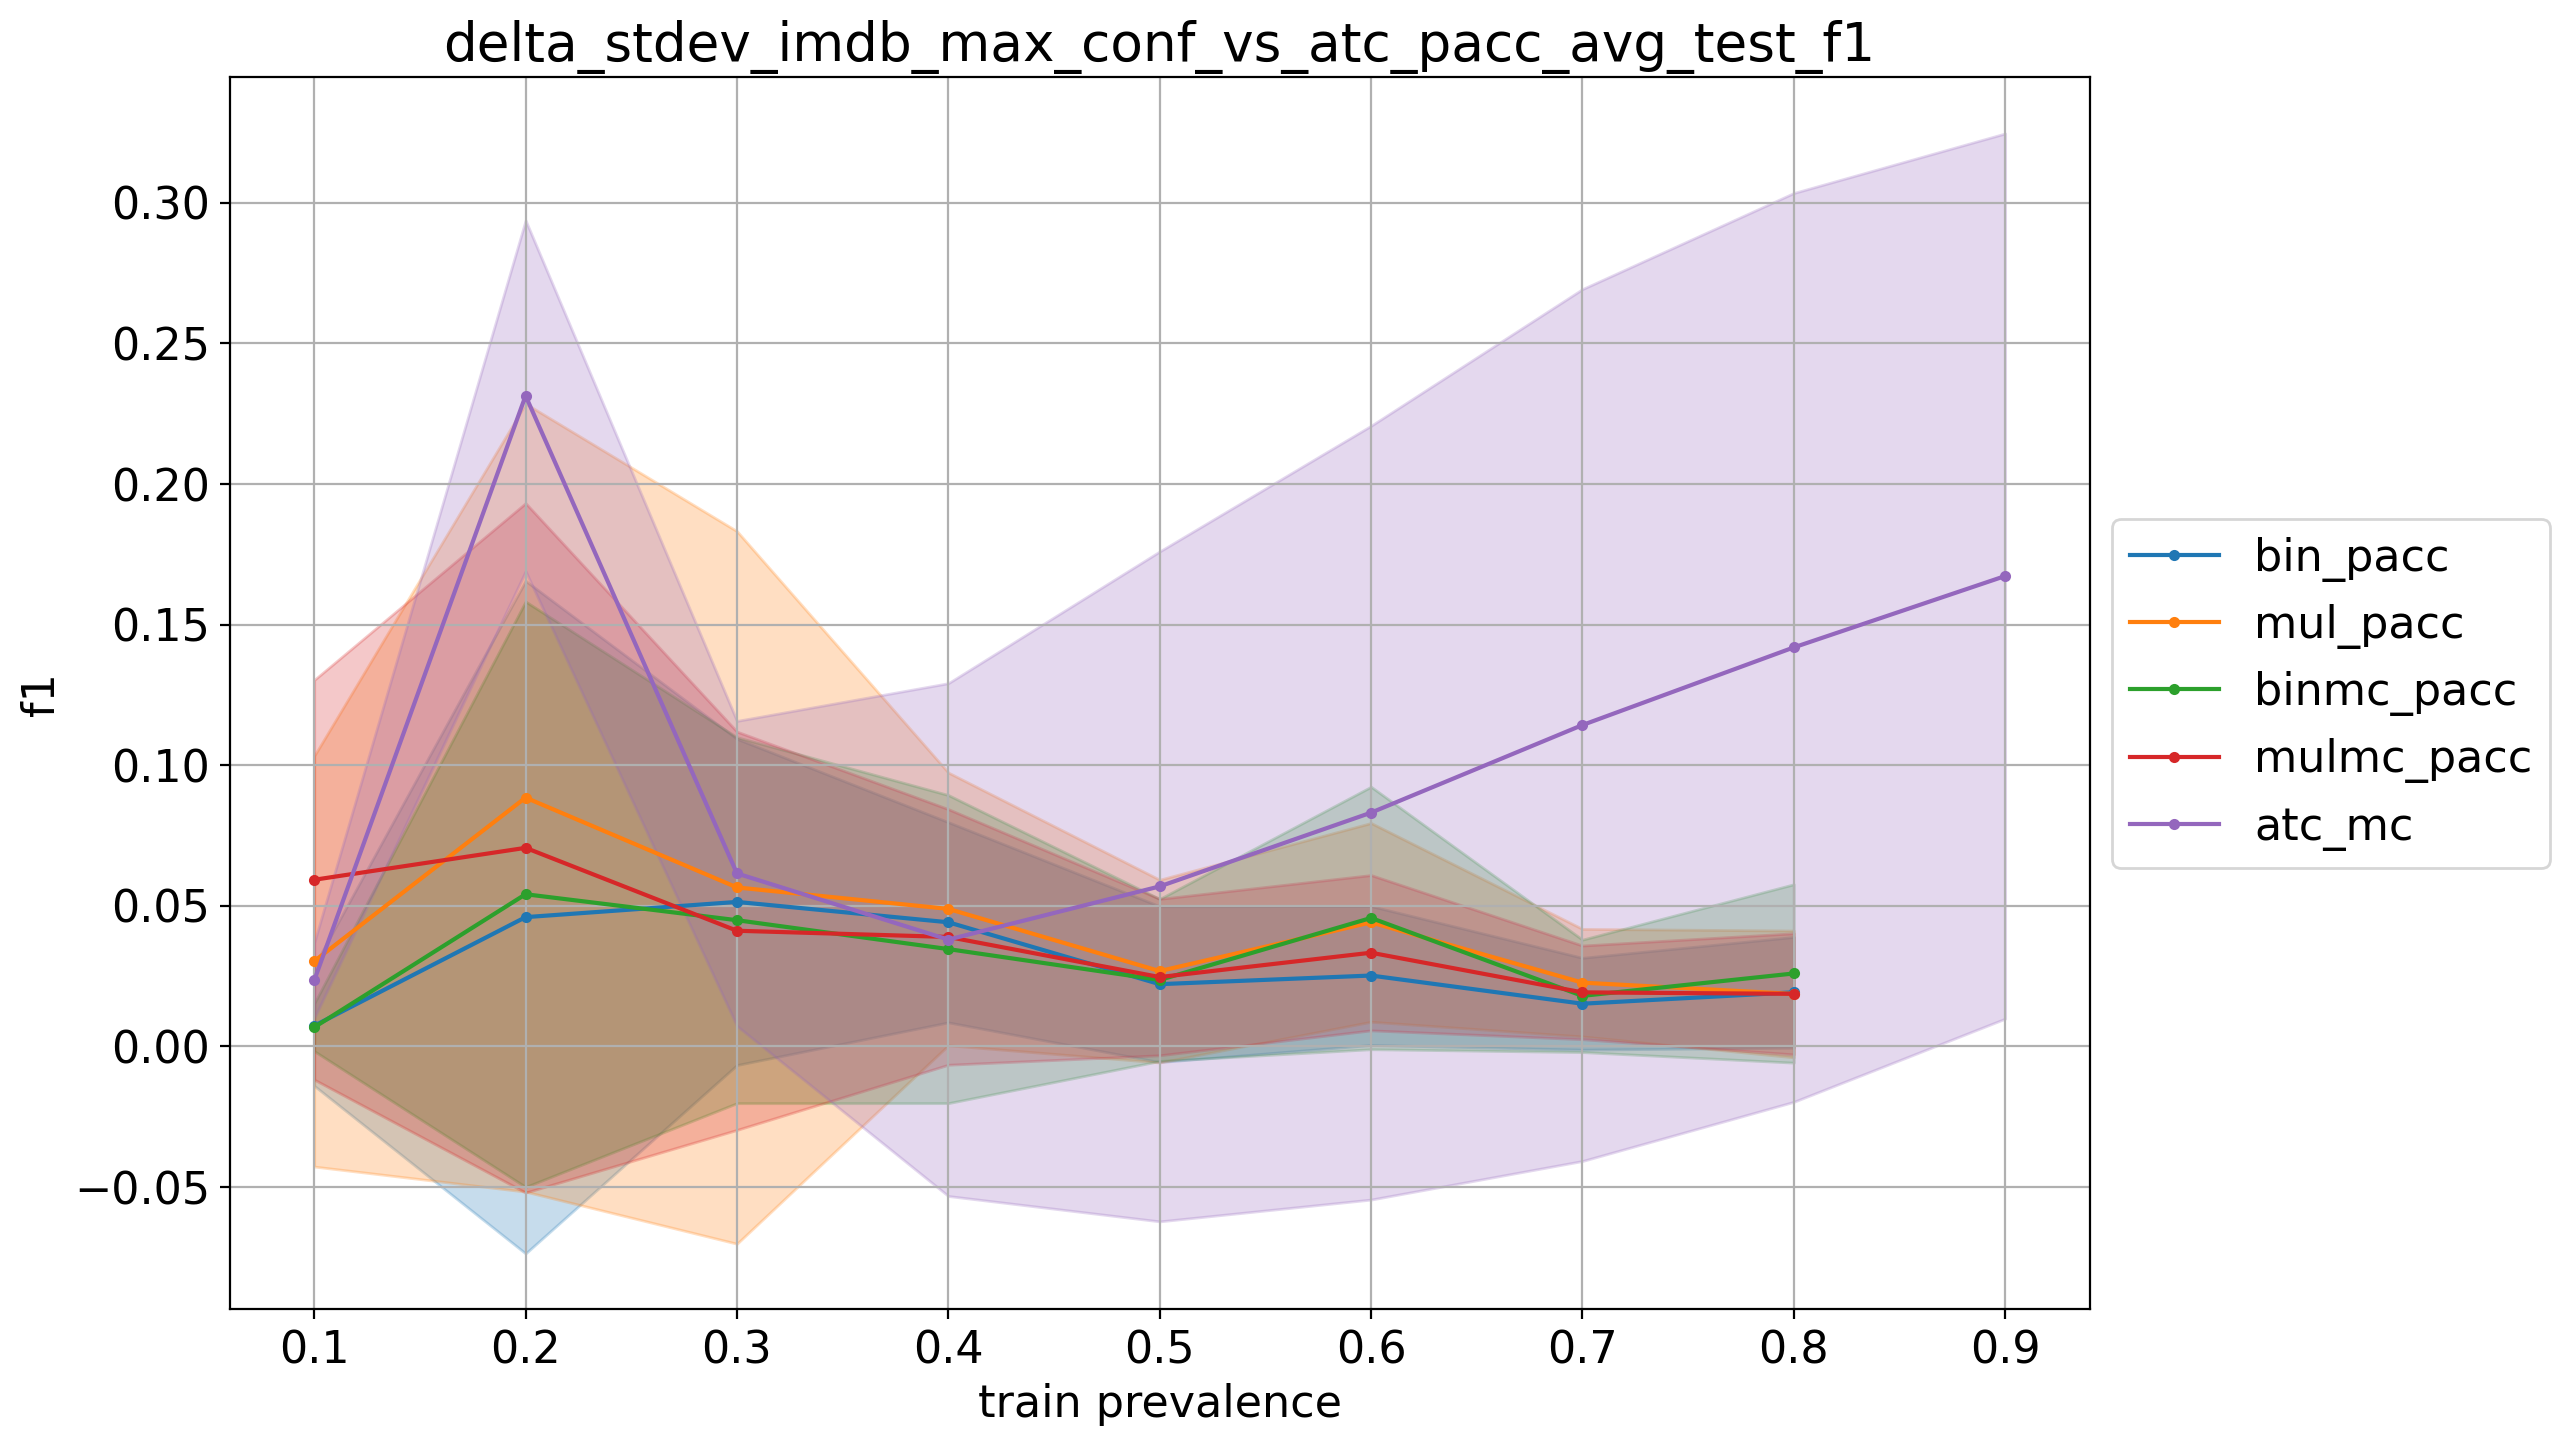 delta_stdev_imdb_max_conf_vs_atc_pacc_avg_test_f1
f1
0.30
0.25
0.20
0.15
0.10
0.05
0.00
−0.05
0.1 0.2 0.3 0.4 0.5 0.6 0.7 0.8 0.9
train prevalence
bin_pacc
mul_pacc
binmc_pacc
mulmc_pacc
atc_mc